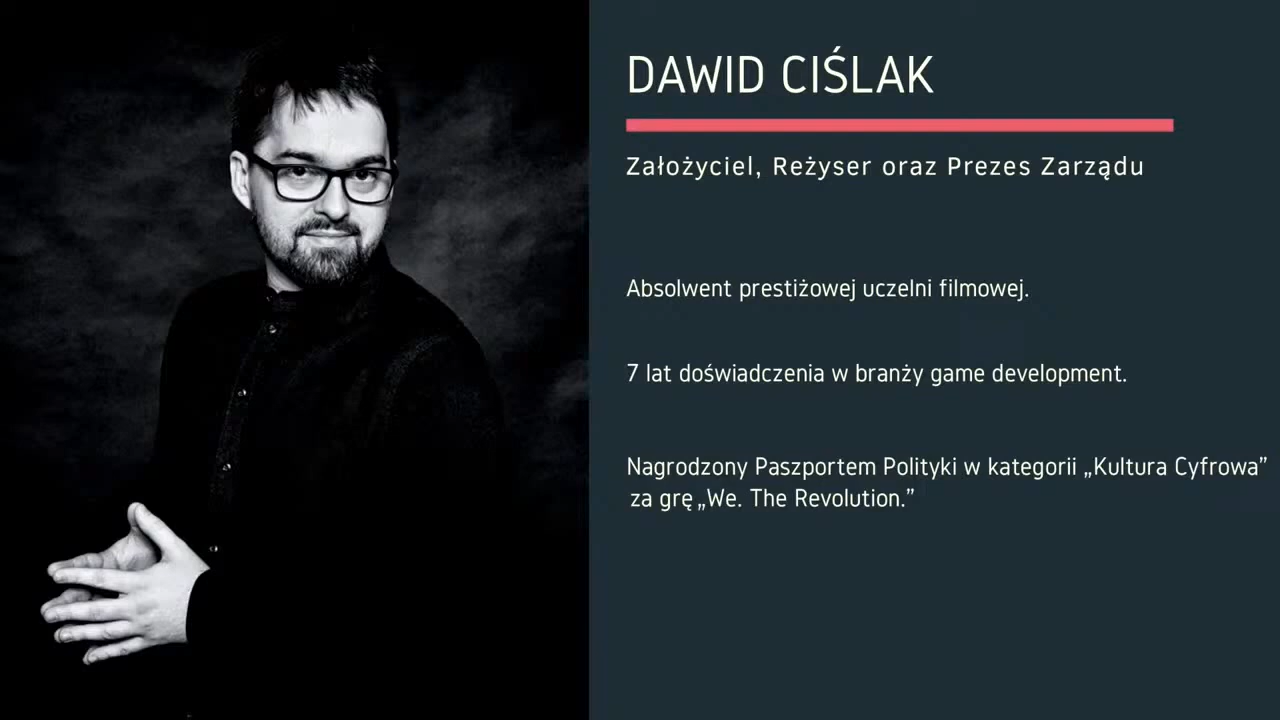 DAWID CIŚLAK
Założyciel, Reżyser oraz Prezes Zarządu
Absolwent prestiżowej uczelni filmowej.
7 lat doświadczenia w branży game development.
Nagrodzony Paszportem Polityki w kategorii „Kultura Cyfrowa”
za grę „We. The Revolution.”